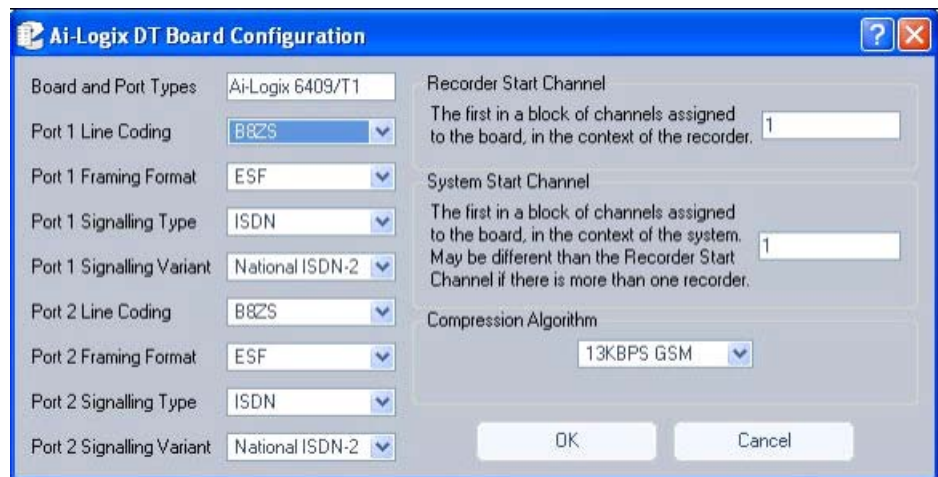 Ai-Logix DT Board Configuration
Board and Port Types Ai-Logix 6409/T1
Port 1 Line Coding B8ZS
Port 1 Framing Format ESF
Port 1 Signalling Type ISDN
Port 1 Signalling Variant National ISDN-2
Port 2 Line Coding B8ZS
Port 2 Framing Format ESF
Port 2 Signalling Type ISDN
Port 2 Signalling Variant National ISDN-2
Recorder Start Channel
The first in a block of channels assigned
to the board, in the context of the recorder.
1
System Start Channel
The first in a block of channels assigned
to the board, in the context of the system.
May be different than the Recorder Start
Channel if there is more than one recorder.
1
Compression Algorithm
13KBPS GSM
OK Cancel